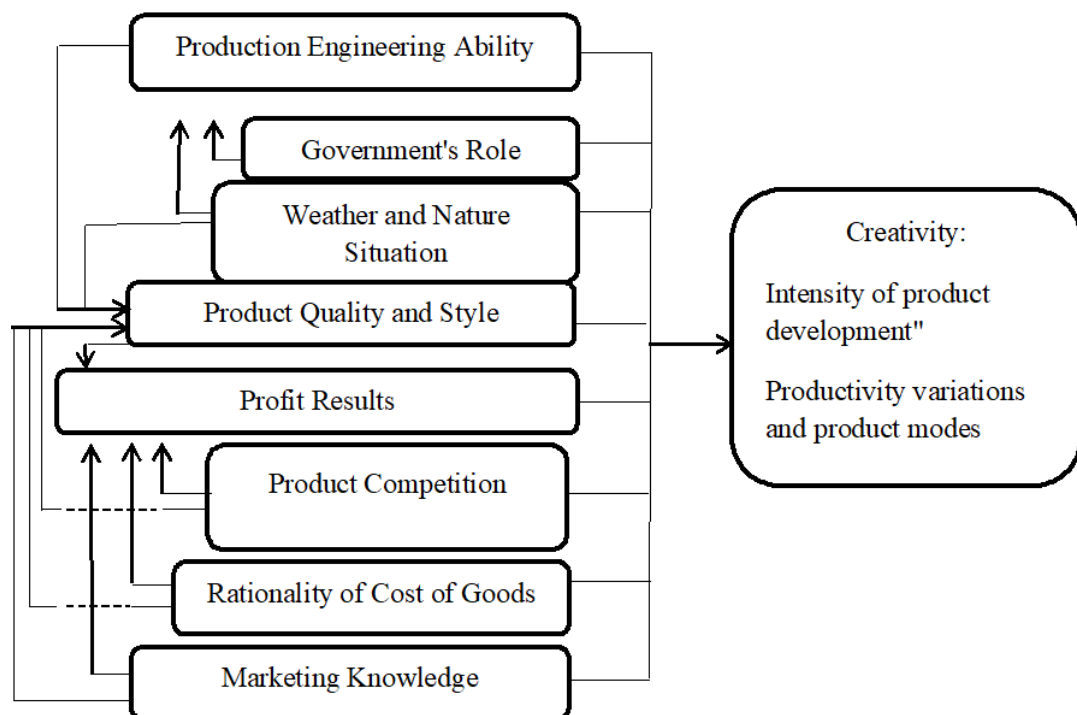 Production Engineering Ability
Government's Role
Weather and Nature
Situation
Product Quality and Style
Profit Results
Product Competition
Rationality of Cost of Goods
Marketing Knowledge
Creativity:
Intensity of product
development"
Productivity variations
and product modes